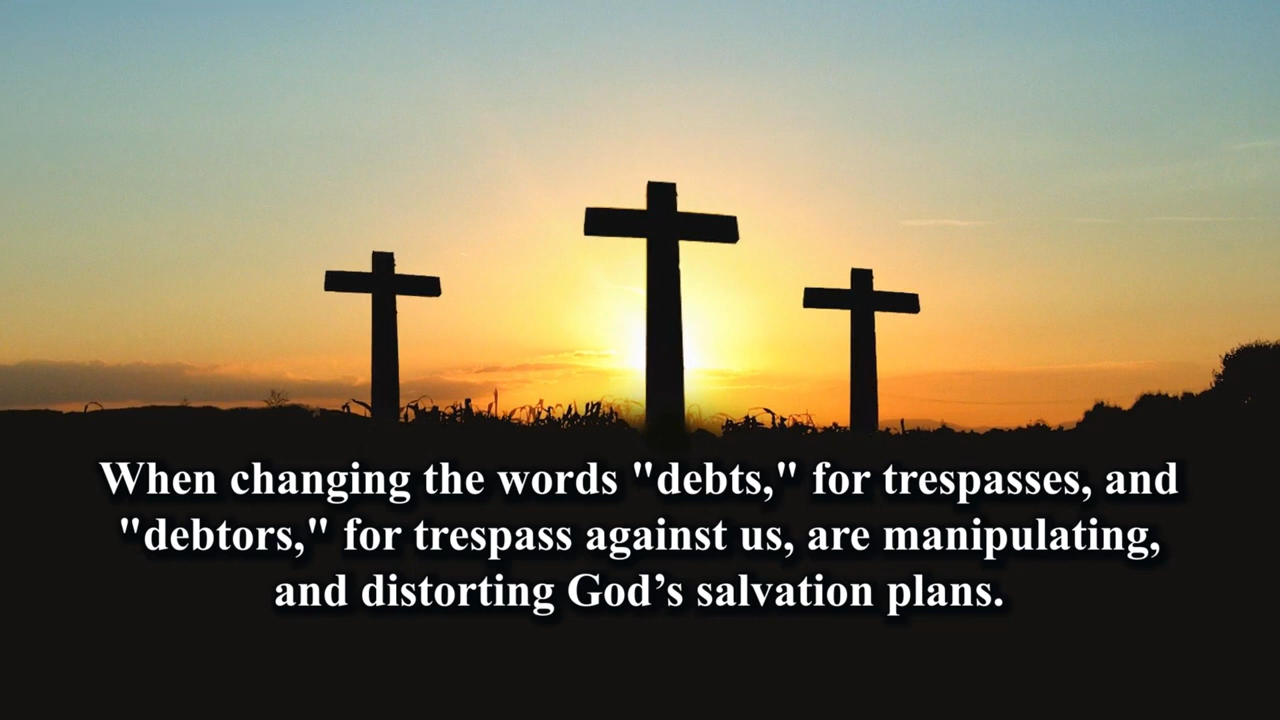 When changing the words "debts," for trespasses, and
"debtors," for trespass against us, are manipulating,
and distorting God’s salvation plans.